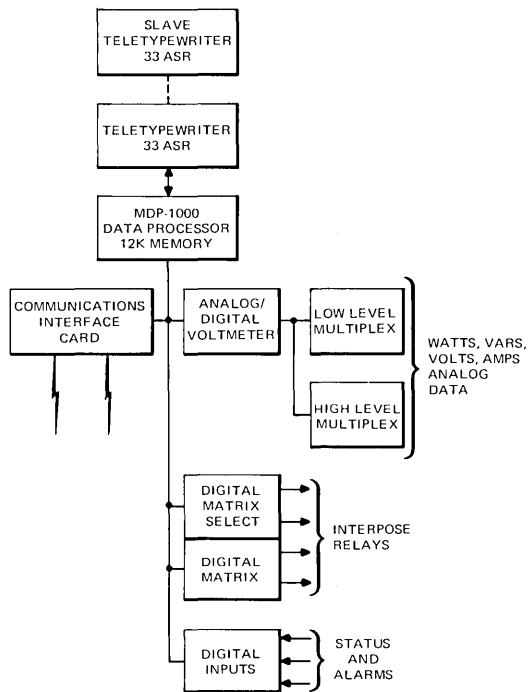 SLAVE
TELETYPEWRITER
33 ASR
TELETYPEWRITER
33 ASR
MDP-1000
DATA PROCESSOR
12K MEMORY
COMMUNICATIONS
INTERFACE
CARD
ANALOG/
DIGITAL
VOLTMETER
LOW LEVEL
MULTIPLEX
HIGH LEVEL
MULTIPLEX
WATTS, VARS,
VOLTS, AMPS
ANALOG
DATA
DIGITAL
MATRIX
SELECT
DIGITAL
MATRIX
INTERPOSE
RELAYS
DIGITAL
INPUTS
STATUS
AND
ALARMS